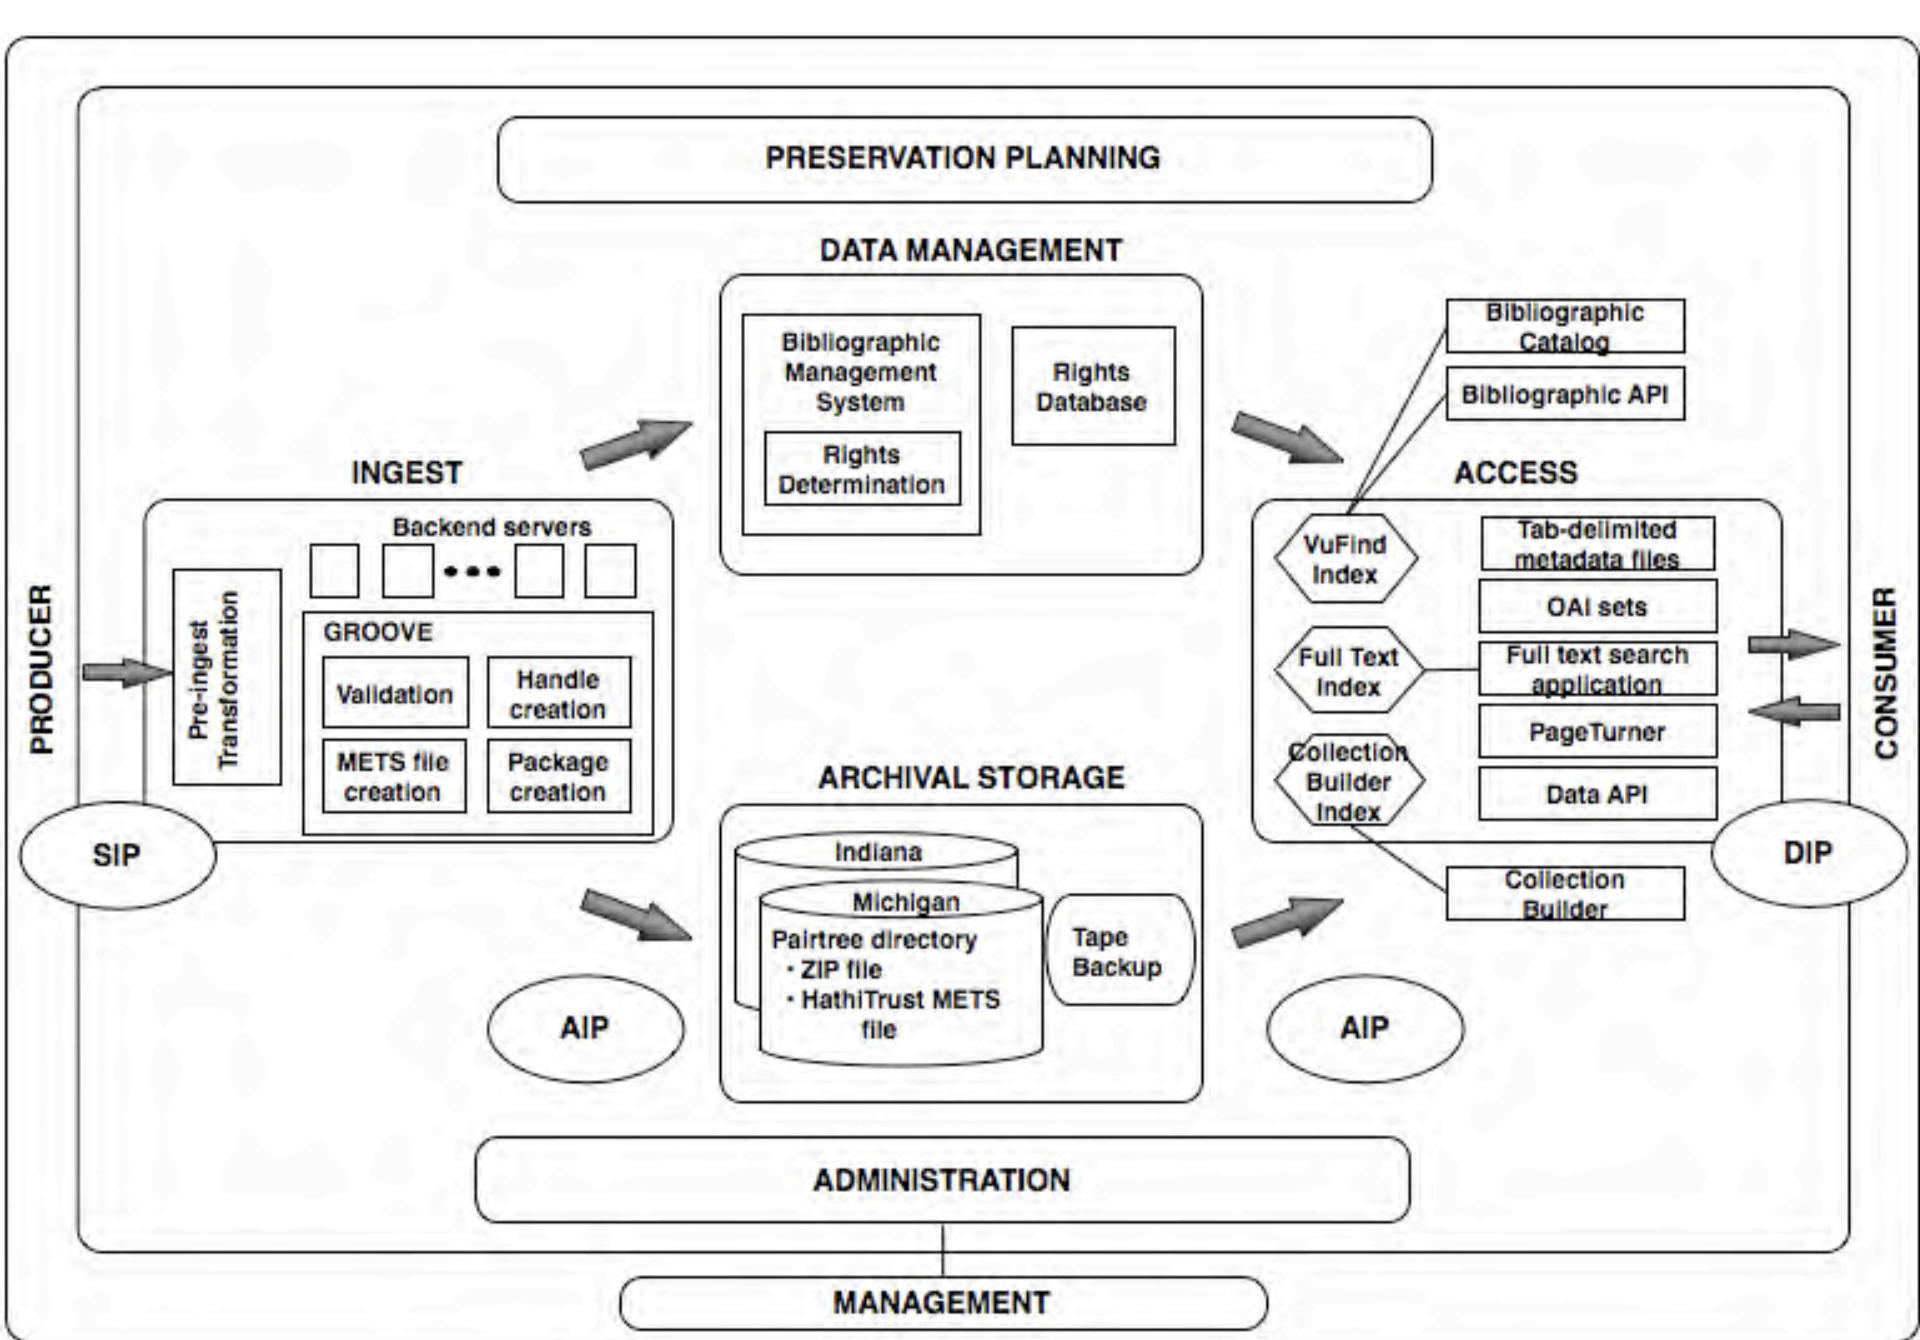 PRESERVATION PLANNING
DATA MANAGEMENT
Bibliographic
Management
System
Rights
Determination
Rights
Database
Bibliographic
Catalog
Bibliographic API
INGEST
Backend servers
Pre-ingest
Transformation
GROOVE
Validation
Handle
creation
METS file
creation
Package
creation
PRODUCER
SIP
ACCESS
VuFind
Index
Full Text
Index
Collection
Builder
Index
Tab-delimited
metadata files
OAI sets
Full text search
application
PageTurner
Data API
Collection
Builder
CONSUMER
DIP
ARCHIVAL STORAGE
Indiana
Michigan
Pairtree directory
· ZIP file
· HathiTrust METS
file
Tape
Backup
AIP
AIP
ADMINISTRATION
MANAGEMENT